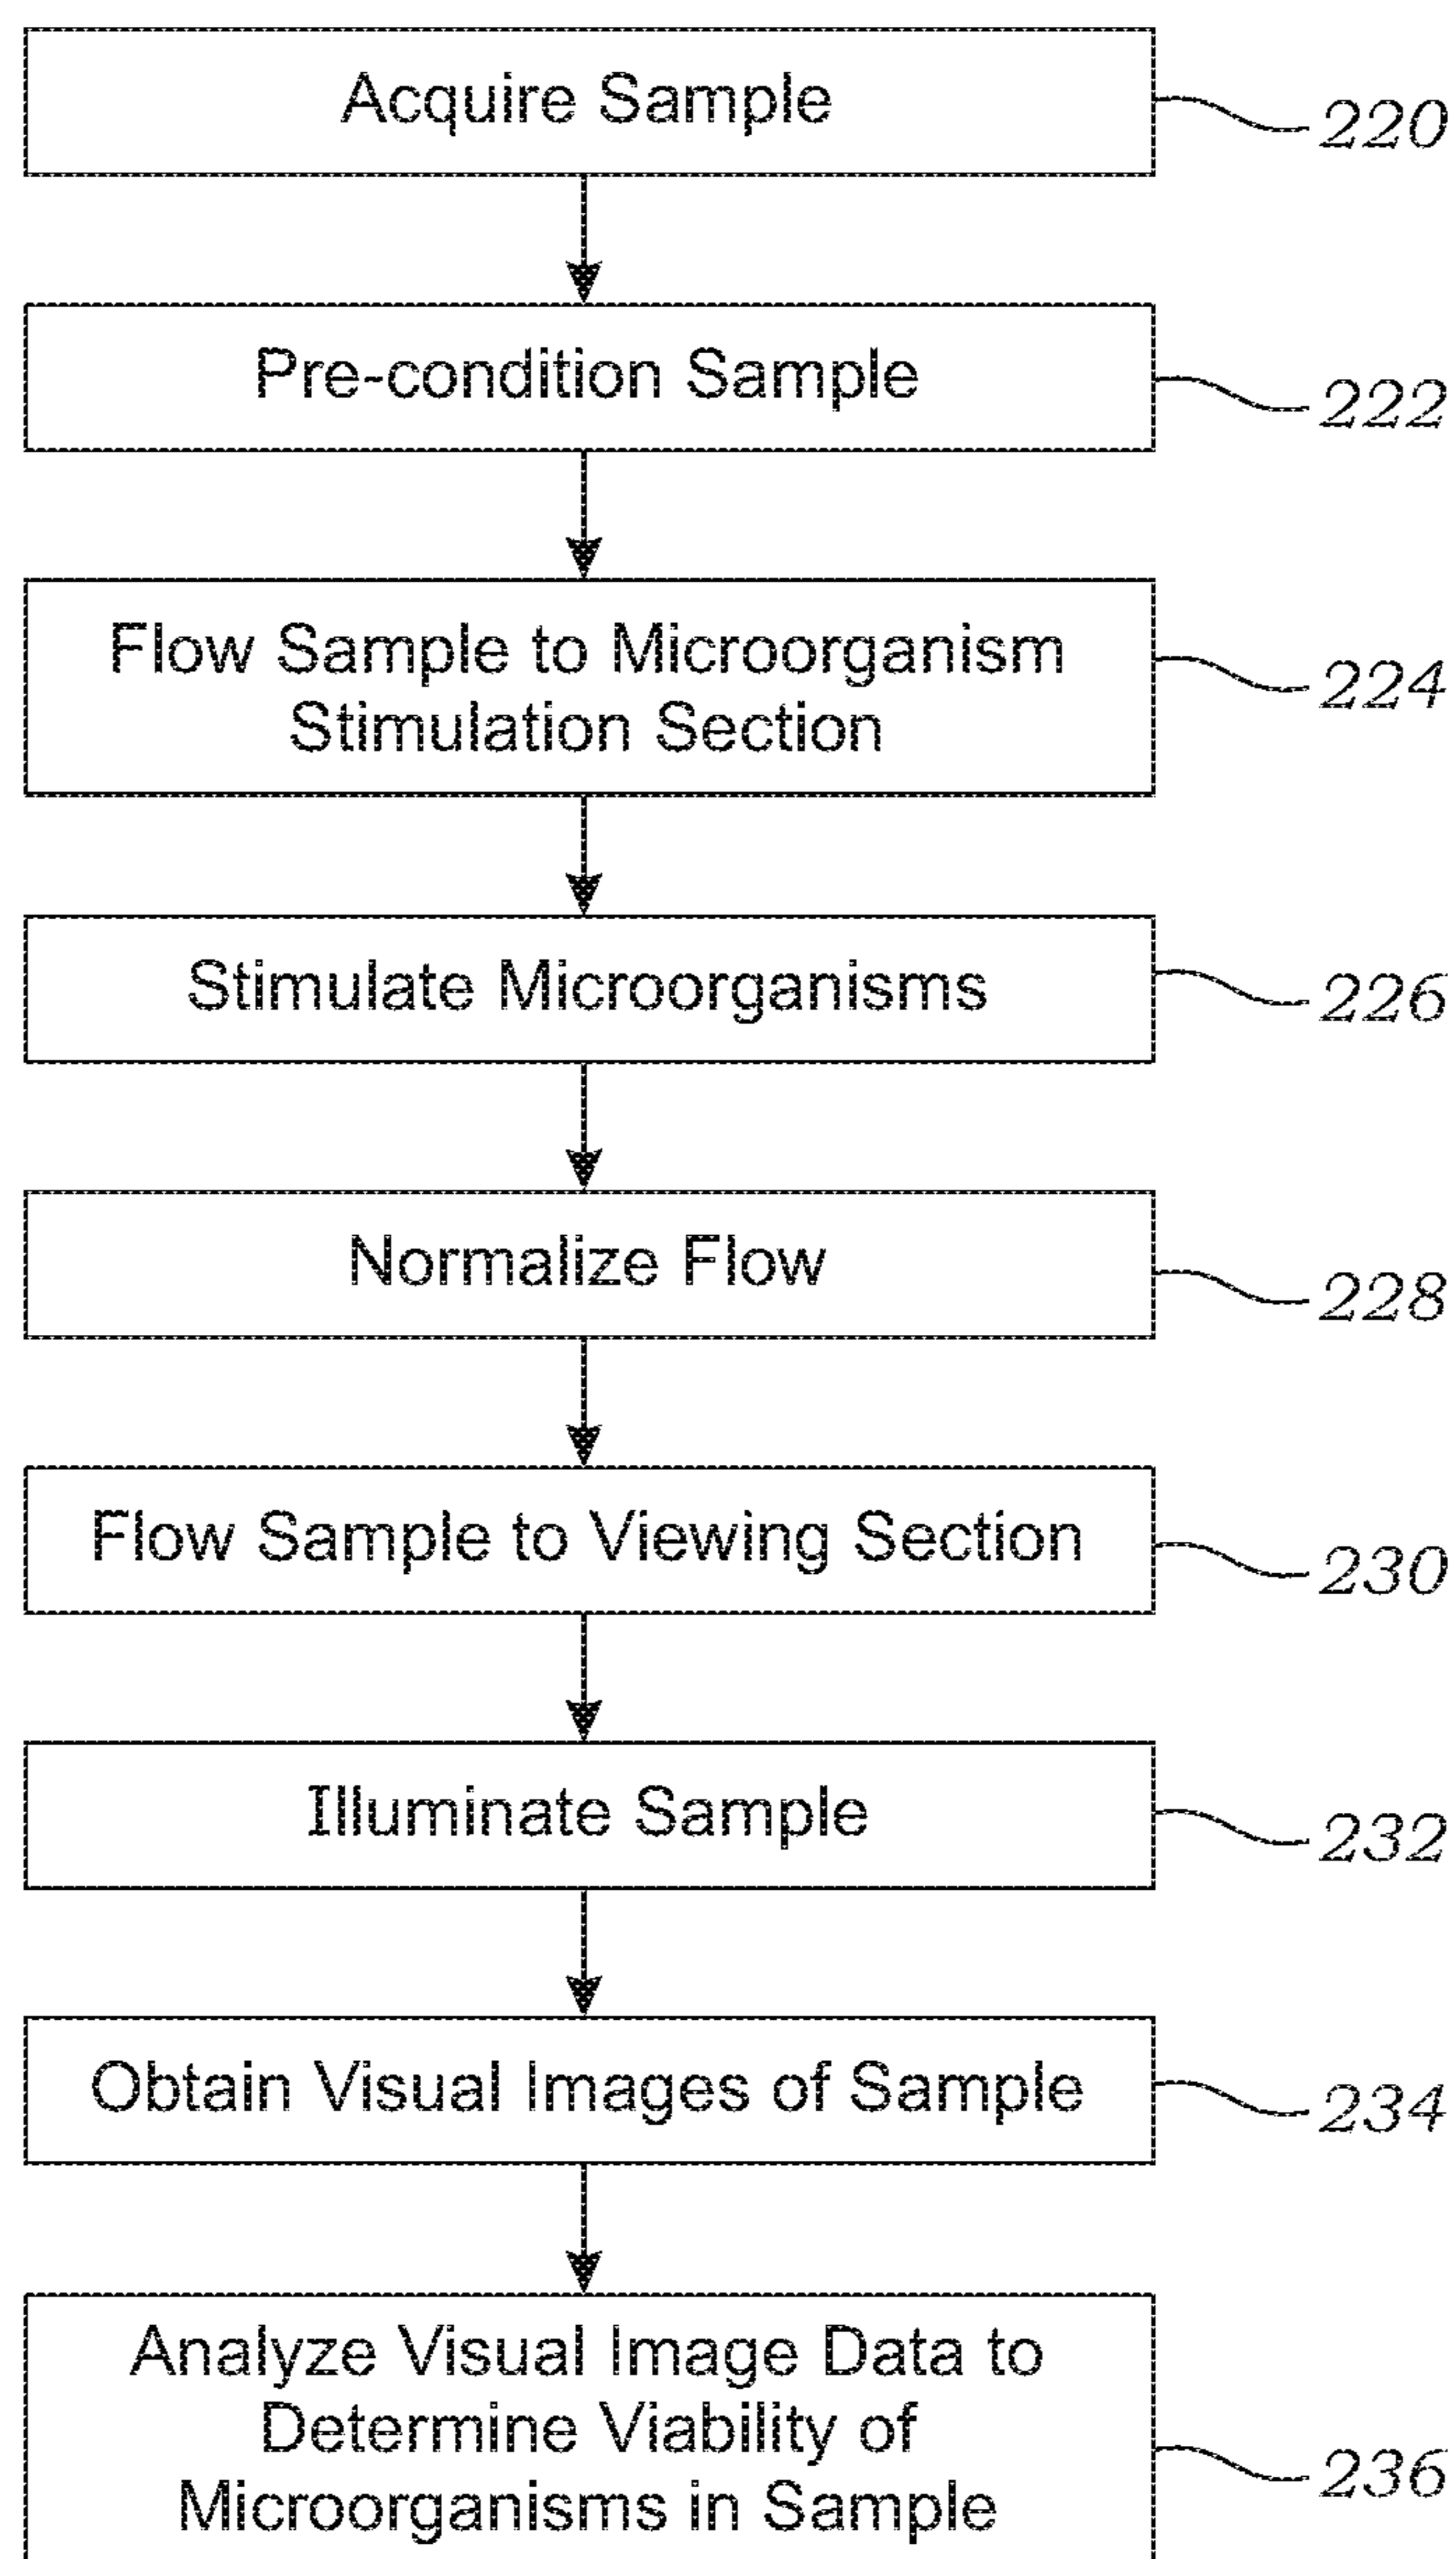 Acquire Sample
220
Pre-condition Sample
222
Flow Sample to Microorganism
Stimulation Section
224
Stimulate Microorganisms
226
Normalize Flow
228
Flow Sample to Viewing Section
230
Illuminate Sample
232
Obtain Visual Images of Sample
234
Analyze Visual Image Data to
Determine Viability of
Microorganisms in Sample
236